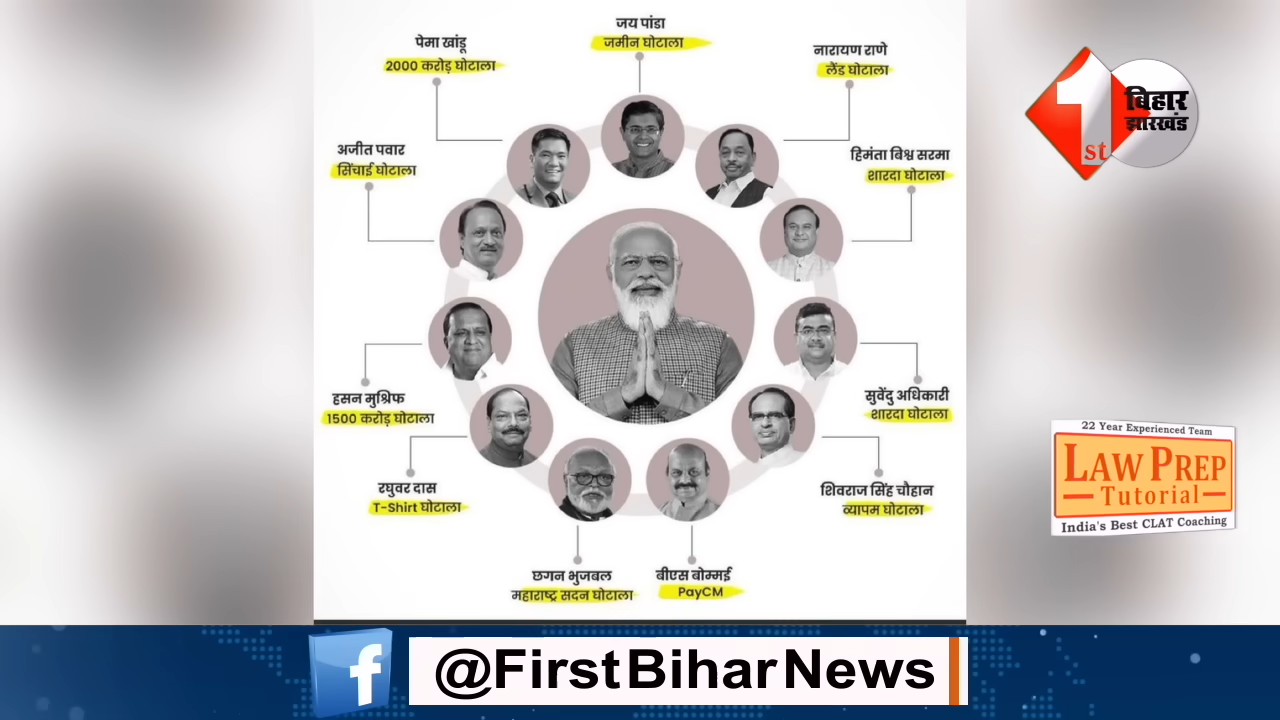 जय पांडा
जमीन घोटाला
पेमा खांडू
2000 करोड़ घोटाला
नारायण राणे
लैंड घोटाला
अजीत पवार
सिंचाई घोटाला
हिमंता बिश्व सरमा
शारदा घोटाला
हसन मुश्रिफ
1500 करोड़ घोटाला
सुवेंदु अधिकारी
शारदा घोटाला
रघुवर दास
T-Shirt घोटाला
शिवराज सिंह चौहान
व्यापम घोटाला
छगन भुजबल
महाराष्ट्र सदन घोटाला
बीएस बोम्मई
PayCM
1st
बिहार
झारखंड
22 Year Experienced Team
LAW PREP
Tutorial
India's Best CLAT Coaching
f
@FirstBiharNews